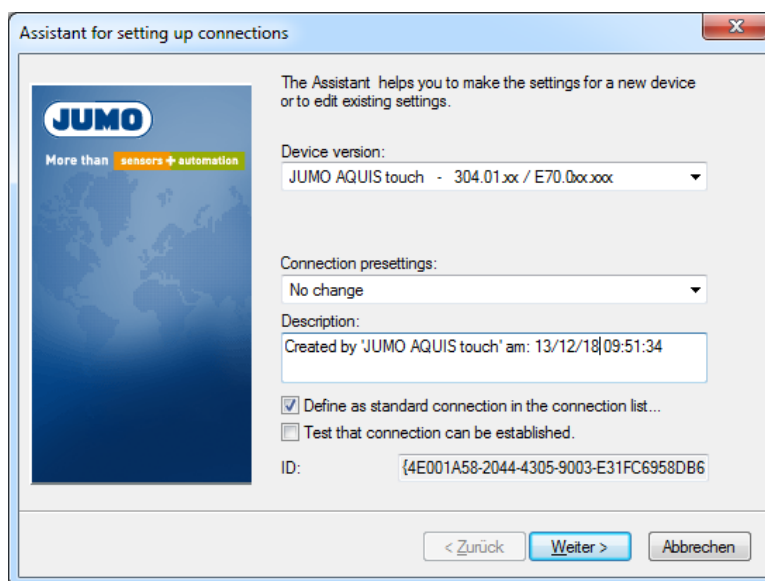 Assistant for setting up connections
JUMO
More than sensors + automation
The Assistant helps you to make the settings for a new device
or to edit existing settings.
Device version:
JUMO AQUIS touch - 304.01.xx / E70.0xx.xxx
Connection presettings:
No change
Description:
Created by 'JUMO AQUIS touch' am: 13/12/18 09:51:34
Define as standard connection in the connection list...
Test that connection can be established.
ID: {4E001A58-2044-4305-9003-E31FC6958DB6
< Zurück Weiter > Abbrechen